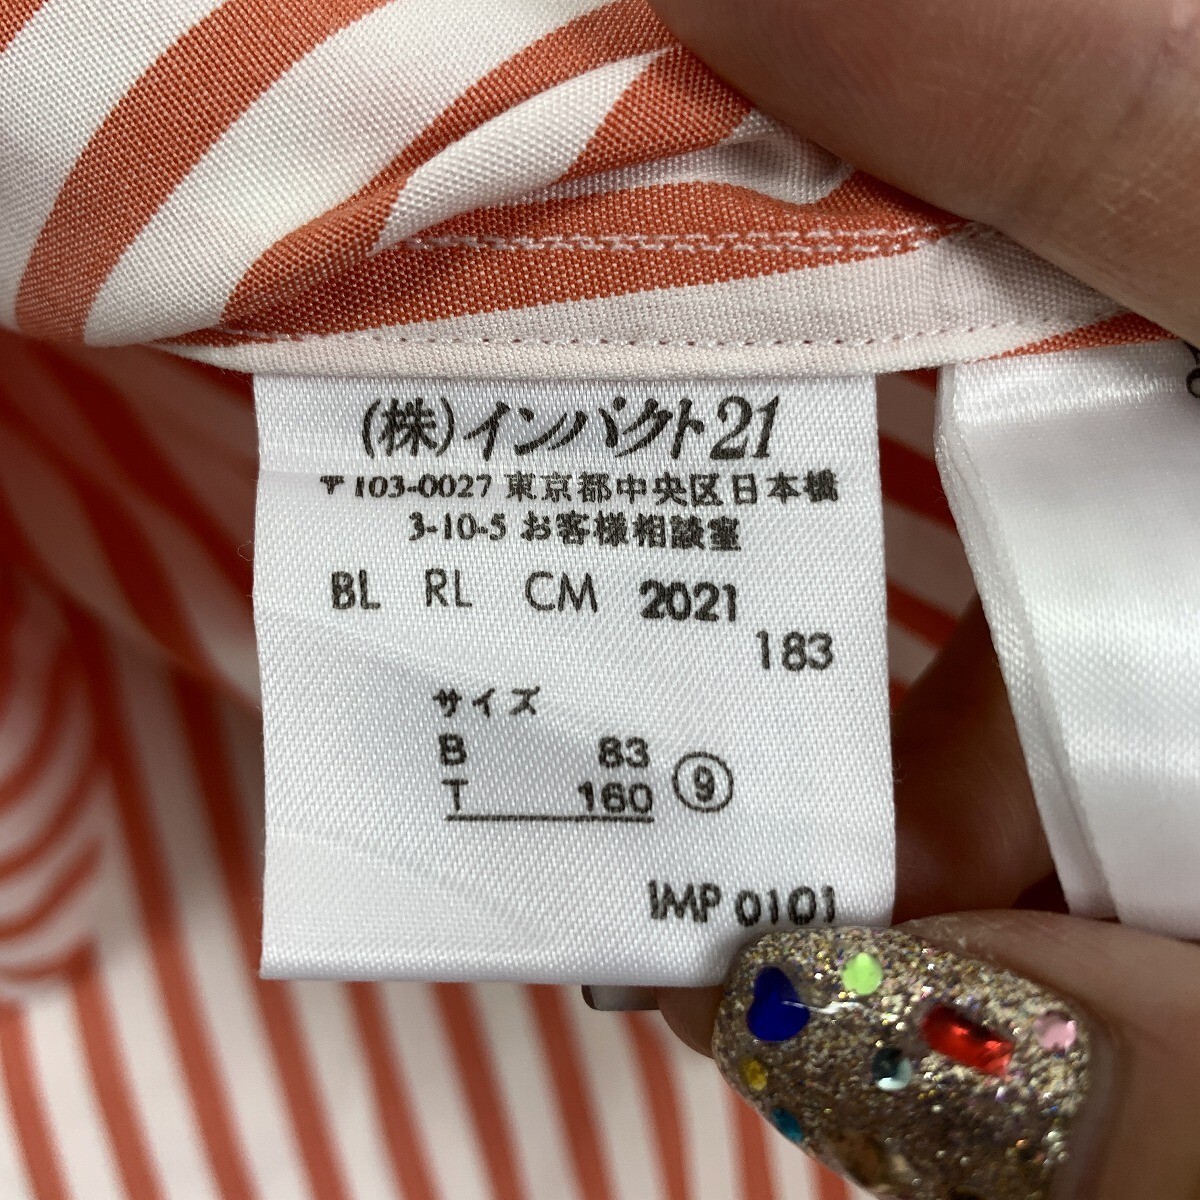 (株)インパクト21
〒103-0027 東京都中央区日本橋
3-10-5 お客様相談室
BL RL CM 2021
183
サイズ
B 83
T 160 ⑨
IMP 0101